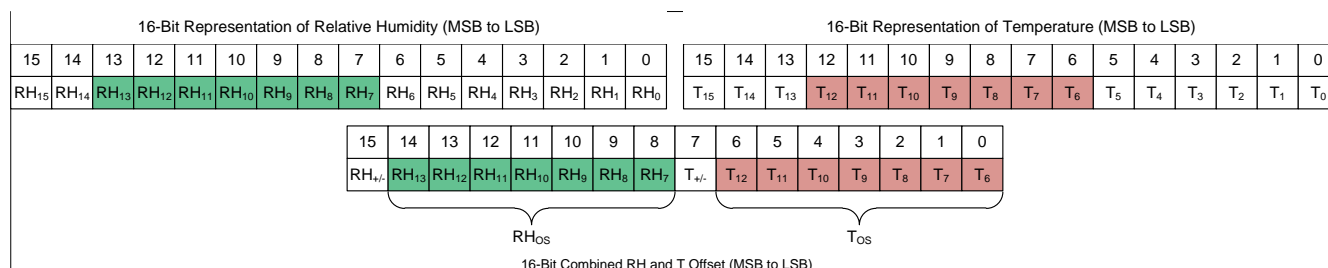 16-Bit Representation of Relative Humidity (MSB to LSB) 16-Bit Representation of Temperature (MSB to LSB)
15 14 13 12 11 10 9 8 7 6 5 4 3 2 1 0 15 14 13 12 11 10 9 8 7 6 5 4 3 2 1 0
RH15 RH14 RH13 RH12 RH11 RH10 RH9 RH8 RH7 RH6 RH5 RH4 RH3 RH2 RH1 RH0 T15 T14 T13 T12 T11 T10 T9 T8 T7 T6 T5 T4 T3 T2 T1 T0
15 14 13 12 11 10 9 8 7 6 5 4 3 2 1 0
RH+/- RH13 RH12 RH11 RH10 RH9 RH8 RH7 T+/- T12 T11 T10 T9 T8 T7 T6
RHOS TOS
16-Bit Combined RH and T Offset (MSB to LSB)